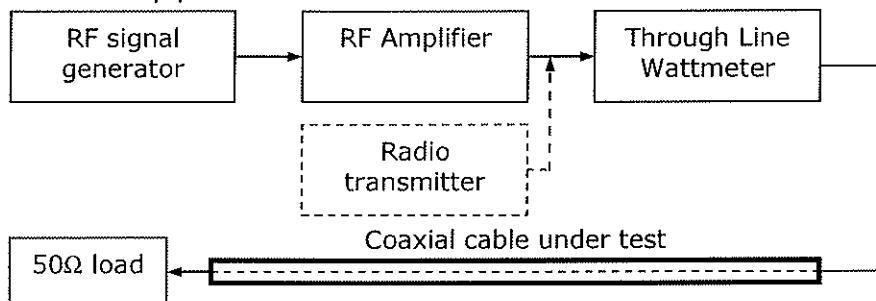 RF signal
generator
RF Amplifier
Through Line
Wattmeter
Radio
transmitter
Coaxial cable under test
50Ω load